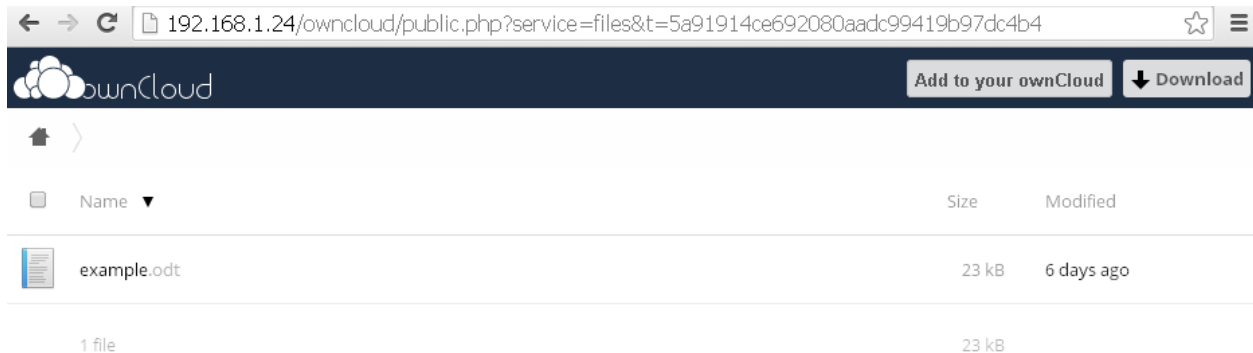 192.168.1.24/owncloud/public.php?service=files&t=5a91914ce692080aadc99419b97dc4b4
ownCloud Add to your ownCloud Download
Name Size Modified
example.odt 23 kB 6 days ago
1 file 23 kB